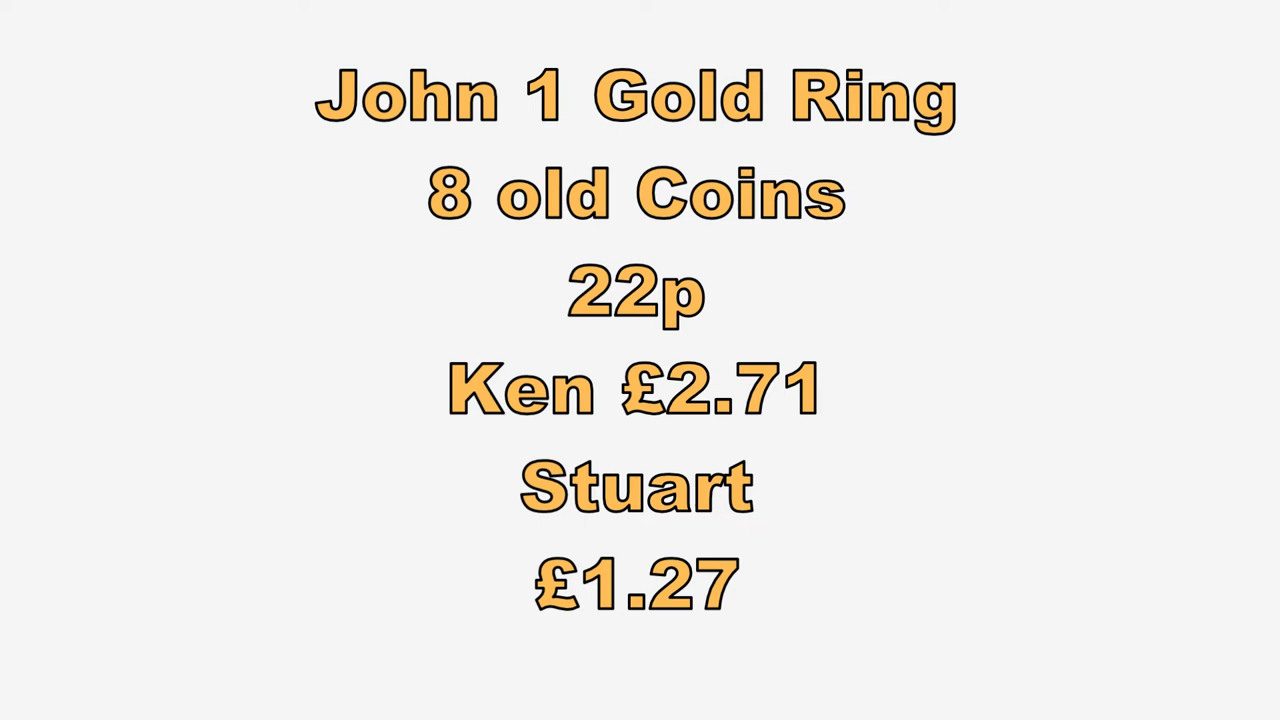 John 1 Gold Ring
8 old Coins
22p
Ken £2.71
Stuart
£1.27